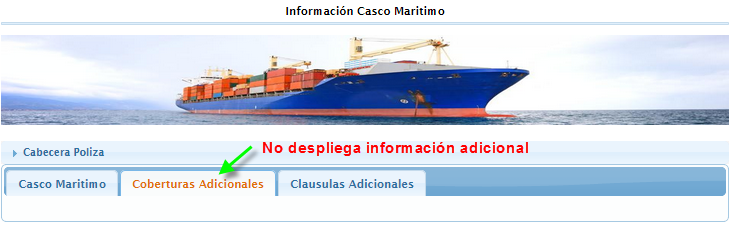 Información Casco Maritimo
Cabecera Poliza
No despliega información adicional
Casco Maritimo
Coberturas Adicionales
Clausulas Adicionales